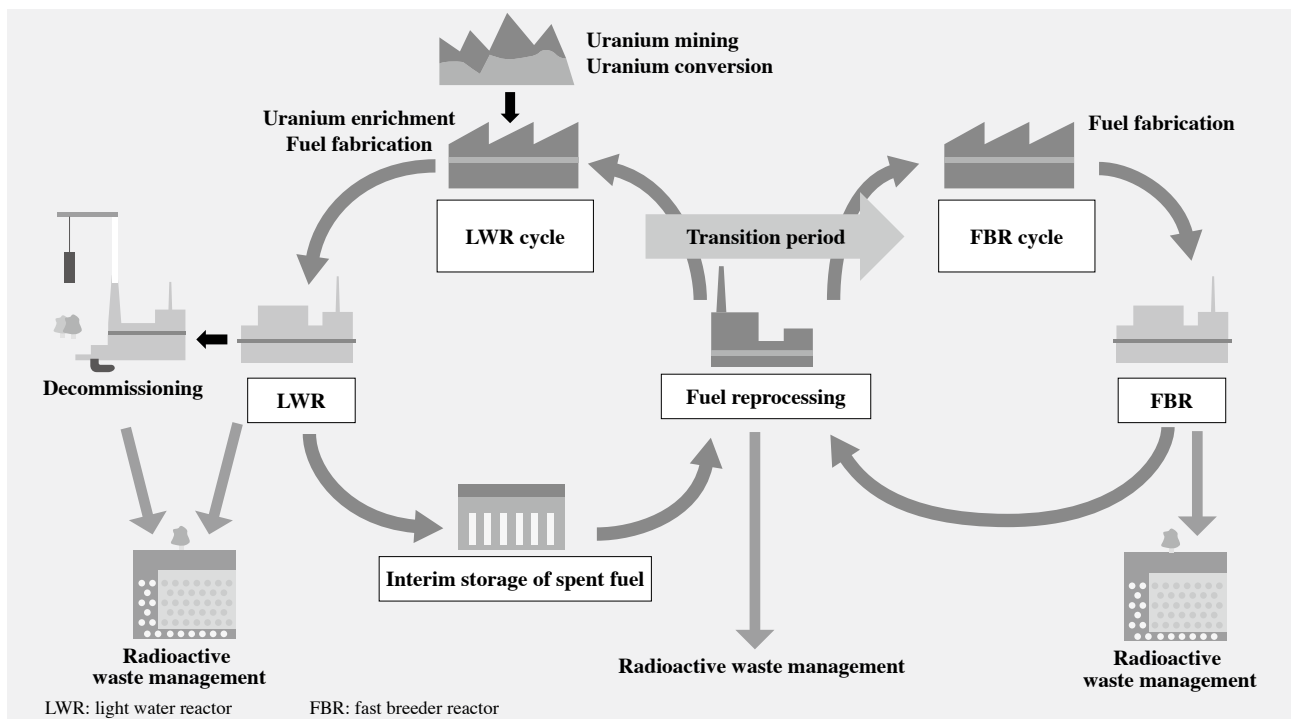 Uranium mining
Uranium conversion
Uranium enrichment
Fuel fabrication
Fuel fabrication
LWR cycle
Transition period
FBR cycle
Decommissioning
LWR
Fuel reprocessing
FBR
Interim storage of spent fuel
Radioactive
waste management
Radioactive waste management
Radioactive
waste management
LWR: light water reactor
FBR: fast breeder reactor